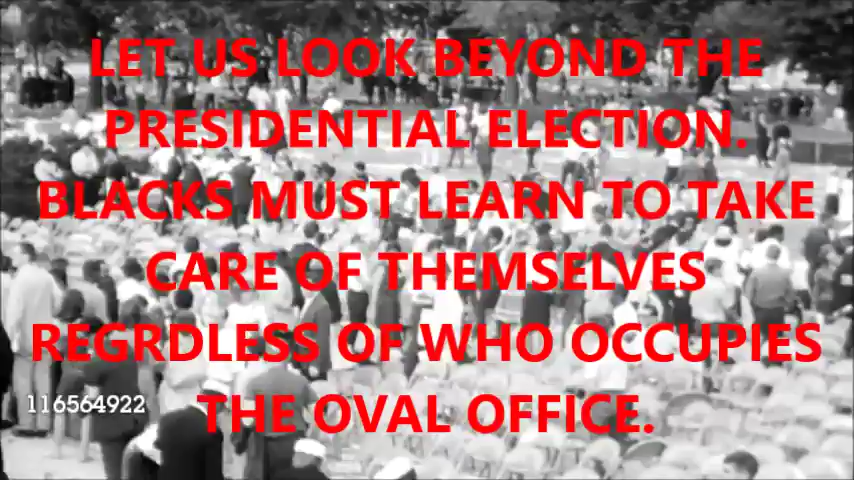 LET US LOOK BEYOND THE
PRESIDENTIAL ELECTION.
BLACKS MUST LEARN TO TAKE
CARE OF THEMSELVES
REGRDLESS OF WHO OCCUPIES
THE OVAL OFFICE.
116564922